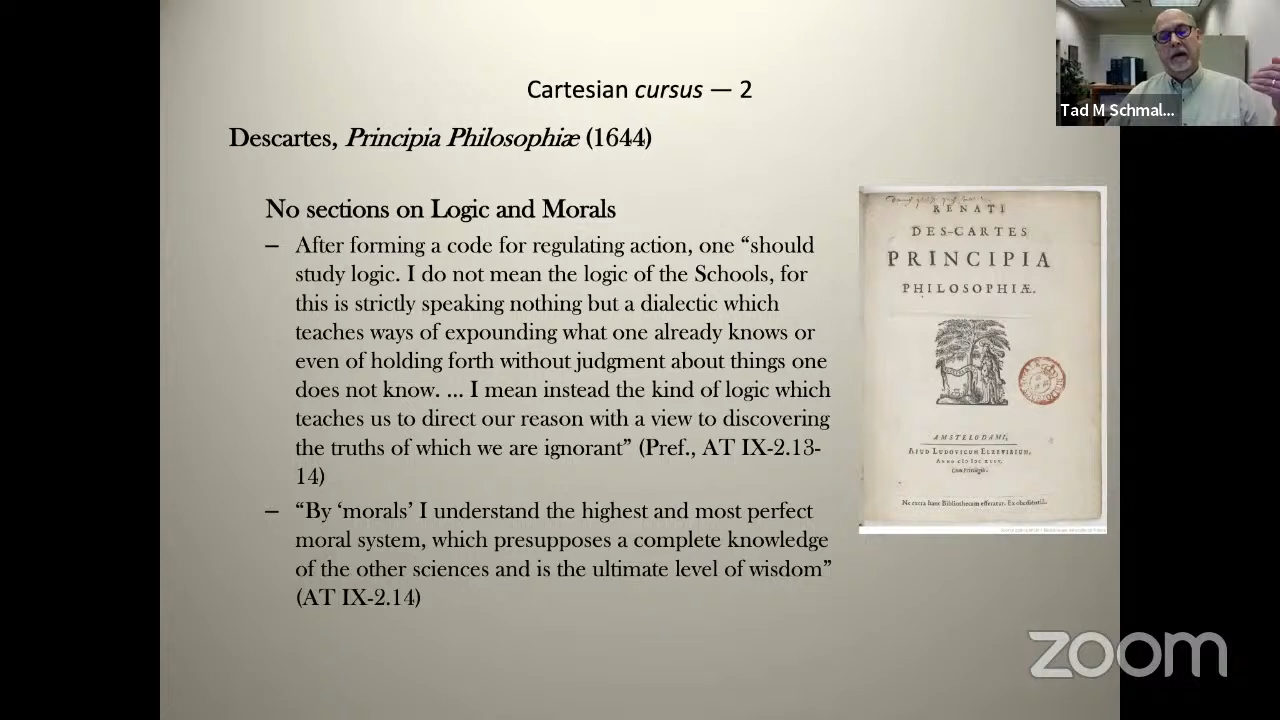 Cartesian cursus — 2
Descartes, Principia Philosophiæ (1644)
No sections on Logic and Morals
– After forming a code for regulating action, one “should
study logic. I do not mean the logic of the Schools, for
this is strictly speaking nothing but a dialectic which
teaches ways of expounding what one already knows or
even of holding forth without judgment about things one
does not know. ... I mean instead the kind of logic which
teaches us to direct our reason with a view to discovering
the truths of which we are ignorant” (Pref., AT IX-2.13-
14)
– “By ‘morals’ I understand the highest and most perfect
moral system, which presupposes a complete knowledge
of the other sciences and is the ultimate level of wisdom”
(AT IX-2.14)
RENATI
DES-CARTES
PRINCIPIA
PHILOSOPHIÆ.
AMSTELODAMI,
Apud Ludovicum Elzevirium,
Tad M Schmal...
zoom